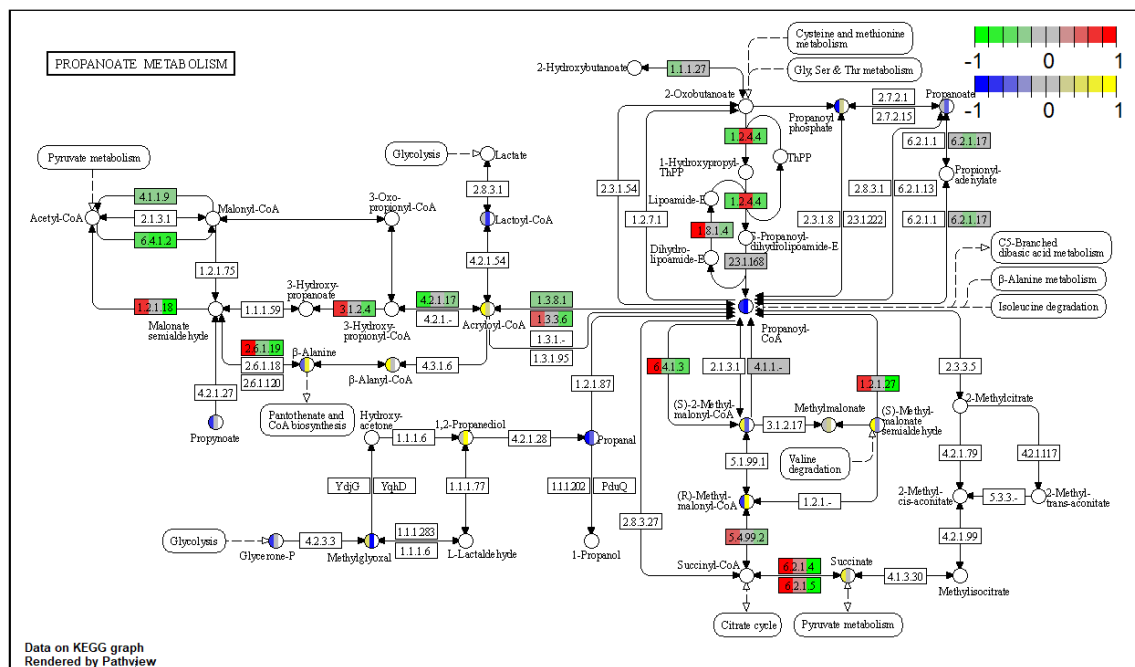 PROPANOATE METABOLISM
Cysteine and methionine
metabolism
-1 0 1
-1 0 1
2-Hydroxybutanoate
1.1.1.27
Gly, Ser & Thr metabolism
2-Oxobutanoate
2.7.2.1
2.7.2.15
Propanoyl
phosphate
Propanoate
1.2.4.4
ThPP
1-Hydroxypropyl-
ThPP
6.2.1.1
6.2.1.17
Propionyl-
adenylate
Pyruvate metabolism
Glycolysis
Lactate
2.8.3.1
Lactoyl-CoA
4.2.1.54
4.1.1.9
Acetyl-CoA
2.1.3.1
Malonyl-CoA
6.4.1.2
3-Oxo-
propionyl-CoA
2.3.1.54
1.2.7.1
Lipoamide-E
1.2.4.4
1.8.1.4
S-Propanoyl-
dihydrolipoamide-E
Dihydro-
lipoamide-E
2.3.1.168
2.8.3.1
6.2.1.13
2.3.1.8
2.3.1.222
6.2.1.1
6.2.1.17
C5-Branched
dibasic acid metabolism
β-Alanine metabolism
Isoleucine degradation
1.2.1.75
1.2.1.18
Malonate
semialdehyde
1.1.1.59
3-Hydroxy-
propanoate
3.1.2.4
3-Hydroxy-
propionyl-CoA
4.2.1.17
4.2.1.-
Acryloyl-CoA
1.3.8.1
1.3.3.6
1.3.1.-
1.3.1.95
Propanoyl-
CoA
2.6.1.19
2.6.1.18
2.6.1.120
β-Alanine
β-Alanyl-CoA
4.3.1.6
4.2.1.27
Propynoate
Pantothenate and
CoA biosynthesis
1.2.1.87
6.4.1.3
2.1.3.1
4.1.1.-
1.2.1.27
2.3.3.5
(S)-2-Methyl-
malonyl-CoA
3.1.2.17
Methylmalonate
(S)-Methyl-
malonate
semialdehyde
2-Methylcitrate
Valine
degradation
4.2.1.79
4.2.1.117
Hydroxy-
acetone
1.1.1.6
1,2-Propanediol
4.2.1.28
Propanal
YdjG
YqhD
1.1.1.77
1.1.1.202
PduQ
5.1.99.1
(R)-Methyl-
malonyl-CoA
1.2.1.-
2-Methyl-
cis-aconitate
5.3.3.-
2-Methyl-
trans-aconitate
2.8.3.27
5.4.99.2
4.2.1.99
Glycolysis
Glycerone-P
4.2.3.3
Methylglyoxal
1.1.1.283
1.1.1.6
L-Lactaldehyde
1-Propanol
Succinyl-CoA
6.2.1.4
6.2.1.5
Succinate
4.1.3.30
Methylisocitrate
Citrate cycle
Pyruvate metabolism
Data on KEGG graph
Rendered by Pathview